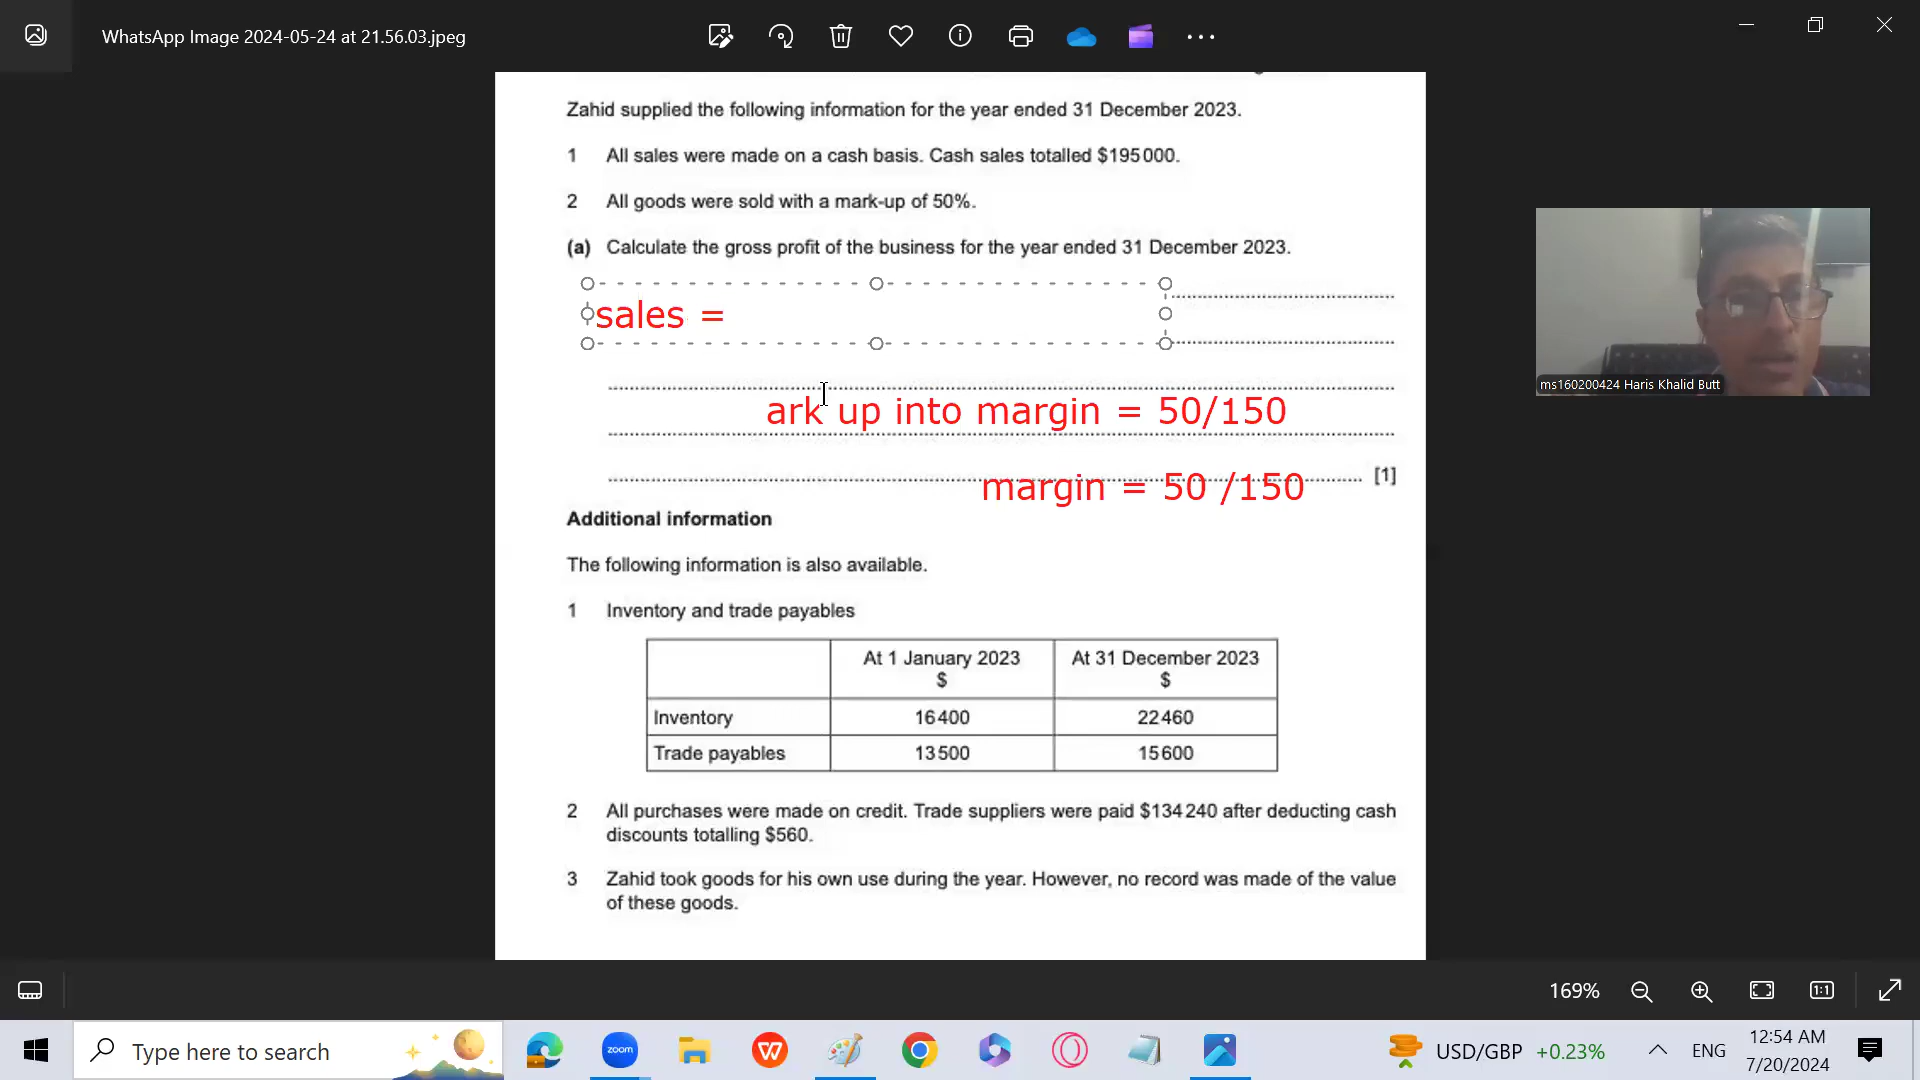 WhatsApp Image 2024-05-24 at 21.56.03.jpeg
Zahid supplied the following information for the year ended 31 December 2023.
1 All sales were made on a cash basis. Cash sales totalled $195000.
2 All goods were sold with a mark-up of 50%.
(a) Calculate the gross profit of the business for the year ended 31 December 2023.
sales =
ark up into margin = 50/150
margin = 50 /150
[1]
Additional information
The following information is also available.
1 Inventory and trade payables
At 1 January 2023 At 31 December 2023
$ $
Inventory 16400 22460
Trade payables 13500 15600
2 All purchases were made on credit. Trade suppliers were paid $134240 after deducting cash
discounts totalling $560.
3 Zahid took goods for his own use during the year. However, no record was made of the value
of these goods.
ms160200424 Haris Khalid Butt
169%
1:1
Type here to search
zoom
USD/GBP +0.23%
ENG
12:54 AM
7/20/2024